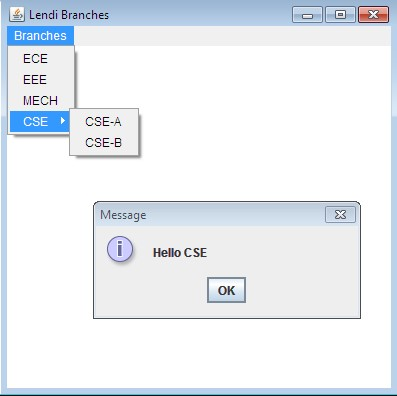 Lendi Branches
Branches
ECE
EEE
MECH
CSE
CSE-A
CSE-B
Message
Hello CSE
OK